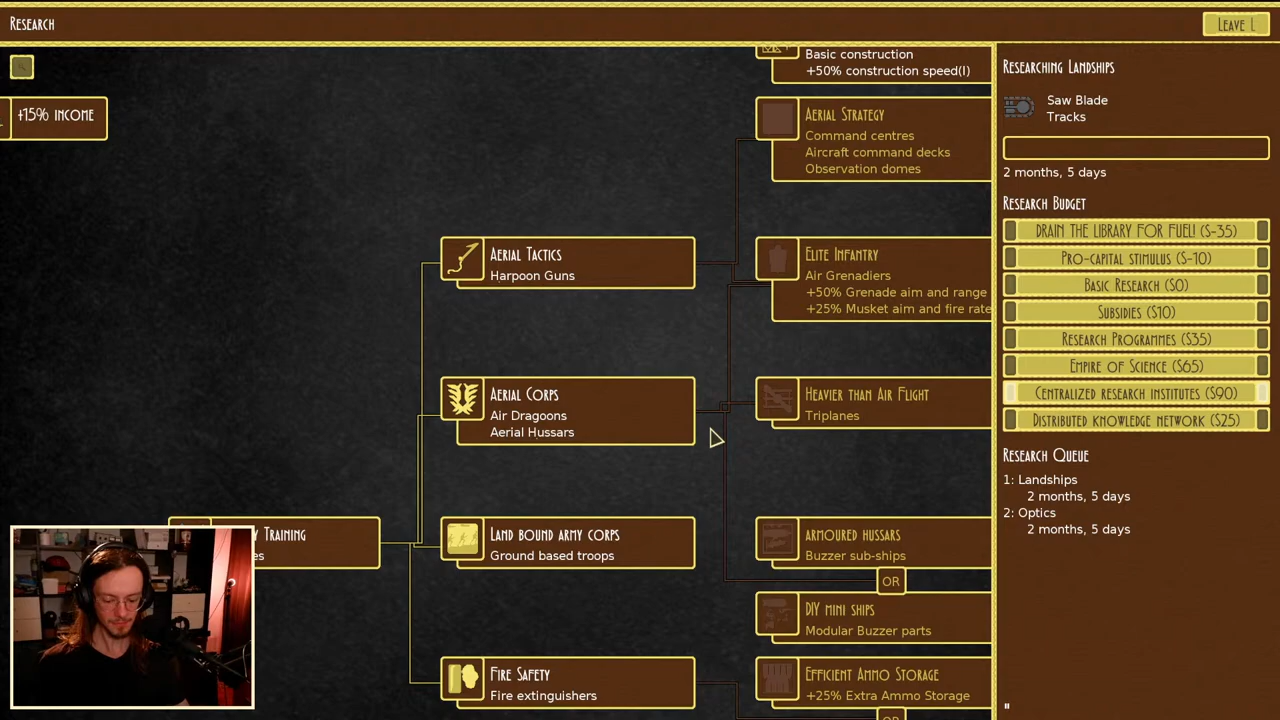 Research
Leave L
+15% income
Basic construction
+50% construction speed(I)
Aerial Strategy
Command centres
Aircraft command decks
Observation domes
Aerial Tactics
Harpoon Guns
Elite Infantry
Air Grenadiers
+50% Grenade aim and range
+25% Musket aim and fire rate
Aerial Corps
Air Dragoons
Aerial Hussars
Heavier than Air Flight
Triplanes
Training
Land bound army corps
Ground based troops
armoured hussars
Buzzer sub-ships
OR
DIY mini ships
Modular Buzzer parts
Fire Safety
Fire extinguishers
Efficient Ammo Storage
+25% Extra Ammo Storage
OR
Researching Landships
Saw Blade
Tracks
2 months, 5 days
Research Budget
DRAIN THE LIBRARY FOR FUEL! (S-35)
Pro-capital stimulus (S-10)
Basic Research (S0)
Subsidies (S10)
Research Programmes (S35)
Empire of Science (S65)
Centralized research institutes (S90)
Distributed knowledge network (S25)
Research Queue
1: Landships
2 months, 5 days
2: Optics
2 months, 5 days
"